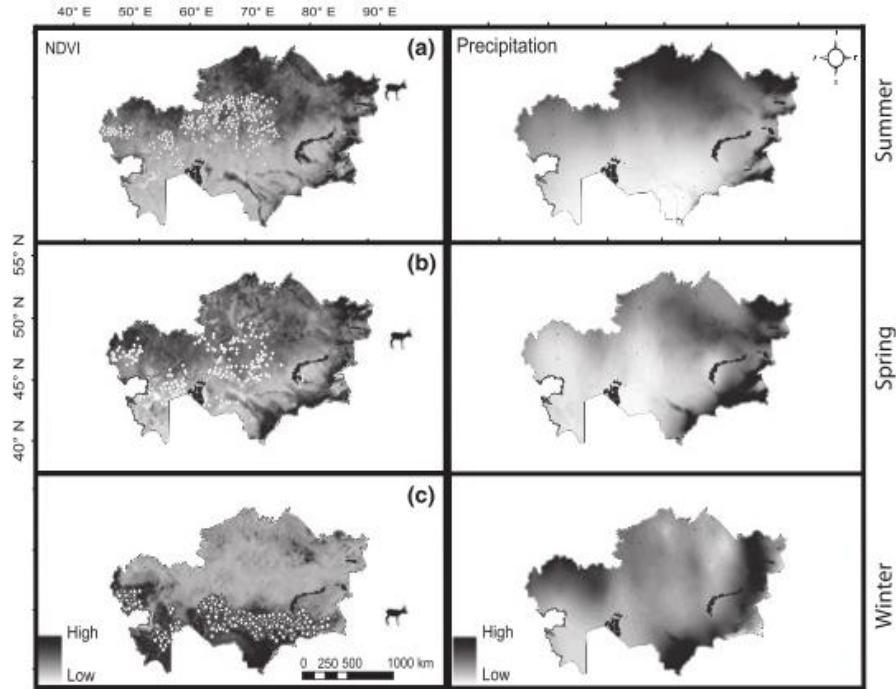 40° E 50° E 60° E 70° E 80° E 90° E
NDVI
(a)
Precipitation
Summer
55° N
50° N
45° N
40° N
(b)
Spring
(c)
High
Low
0 250 500 1000 km
High
Low
Winter